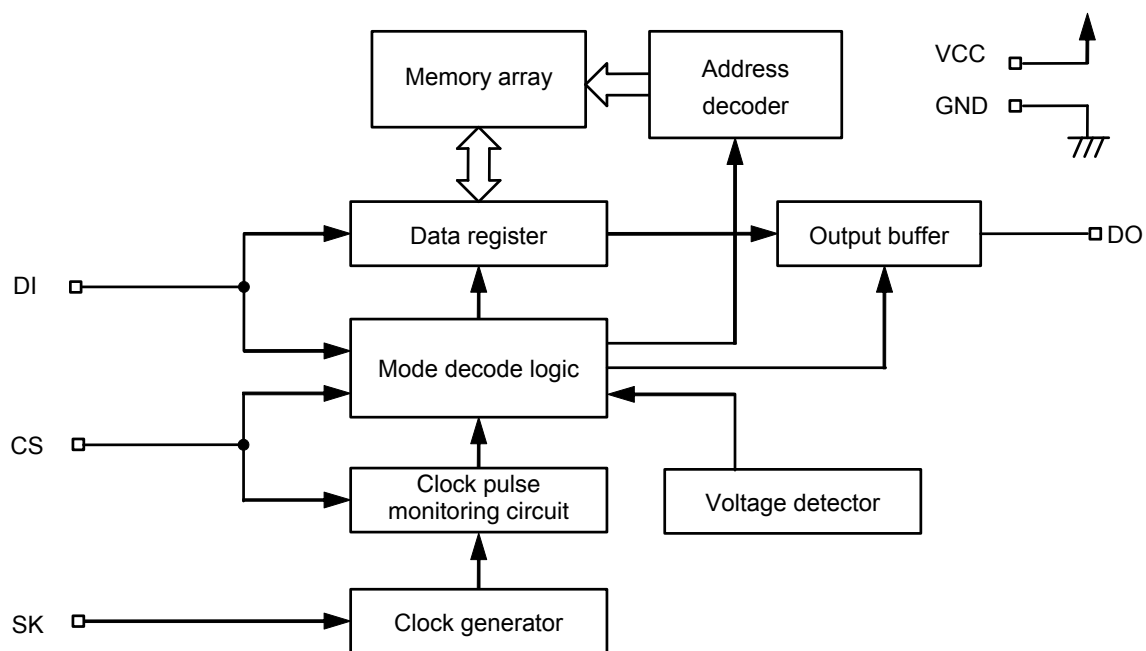 Memory array
Address
decoder
VCC
GND
Data register
Output buffer
DO
DI
Mode decode logic
CS
Clock pulse
monitoring circuit
Voltage detector
SK
Clock generator